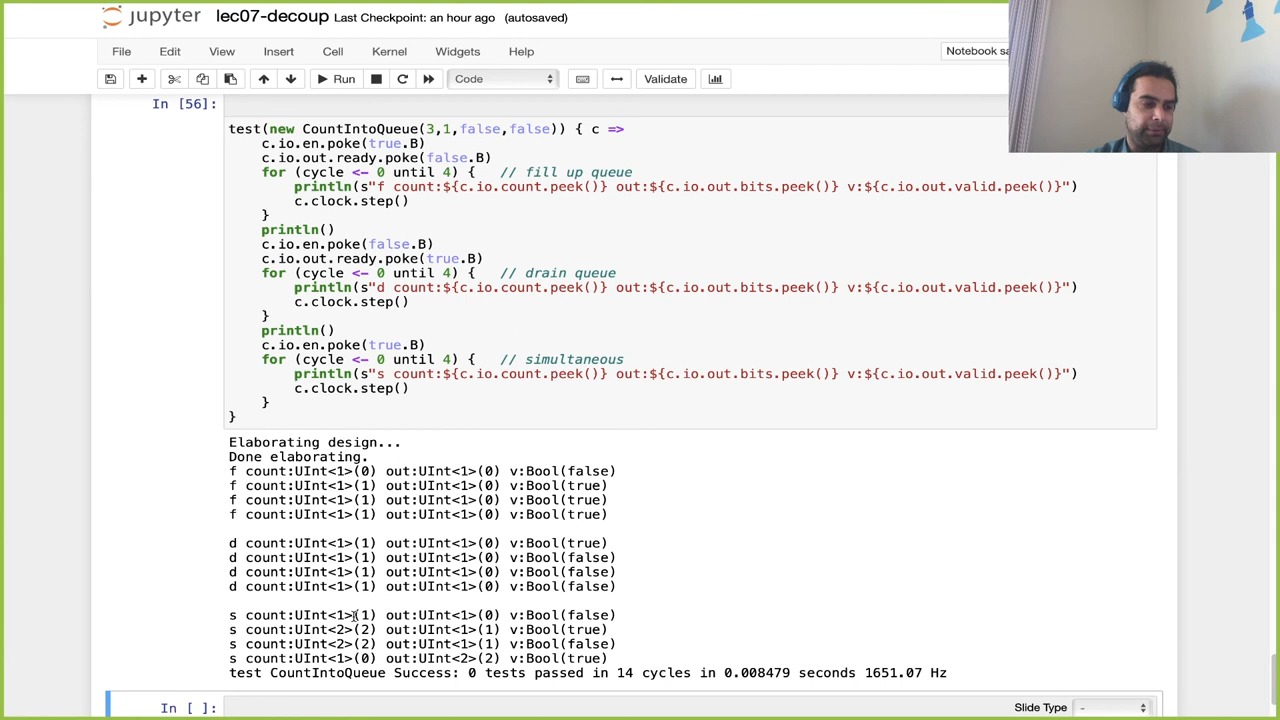 jupyter lec07-decoup Last Checkpoint: an hour ago (autosaved)
File Edit View Insert Cell Kernel Widgets Help
Notebook sa
Run Code Validate
In [56]:
test(new CountIntoQueue(3,1,false,false)) { c =>
    c.io.en.poke(true.B)
    c.io.out.ready.poke(false.B)
    for (cycle <- 0 until 4) {   // fill up queue
        println(s"f count:${c.io.count.peek()} out:${c.io.out.bits.peek()} v:${c.io.out.valid.peek()}")
        c.clock.step()
    }
    println()
    c.io.en.poke(false.B)
    c.io.out.ready.poke(true.B)
    for (cycle <- 0 until 4) {   // drain queue
        println(s"d count:${c.io.count.peek()} out:${c.io.out.bits.peek()} v:${c.io.out.valid.peek()}")
        c.clock.step()
    }
    println()
    c.io.en.poke(true.B)
    for (cycle <- 0 until 4) {   // simultaneous
        println(s"s count:${c.io.count.peek()} out:${c.io.out.bits.peek()} v:${c.io.out.valid.peek()}")
        c.clock.step()
    }
}
Elaborating design...
Done elaborating.
f count:UInt<1>(0) out:UInt<1>(0) v:Bool(false)
f count:UInt<1>(1) out:UInt<1>(0) v:Bool(true)
f count:UInt<1>(1) out:UInt<1>(0) v:Bool(true)
f count:UInt<1>(1) out:UInt<1>(0) v:Bool(true)
d count:UInt<1>(1) out:UInt<1>(0) v:Bool(true)
d count:UInt<1>(1) out:UInt<1>(0) v:Bool(false)
d count:UInt<1>(1) out:UInt<1>(0) v:Bool(false)
d count:UInt<1>(1) out:UInt<1>(0) v:Bool(false)
s count:UInt<1>(1) out:UInt<1>(0) v:Bool(false)
s count:UInt<2>(2) out:UInt<1>(1) v:Bool(true)
s count:UInt<2>(2) out:UInt<1>(1) v:Bool(false)
s count:UInt<1>(0) out:UInt<2>(2) v:Bool(true)
test CountIntoQueue Success: 0 tests passed in 14 cycles in 0.008479 seconds 1651.07 Hz
In [ ]:
Slide Type -